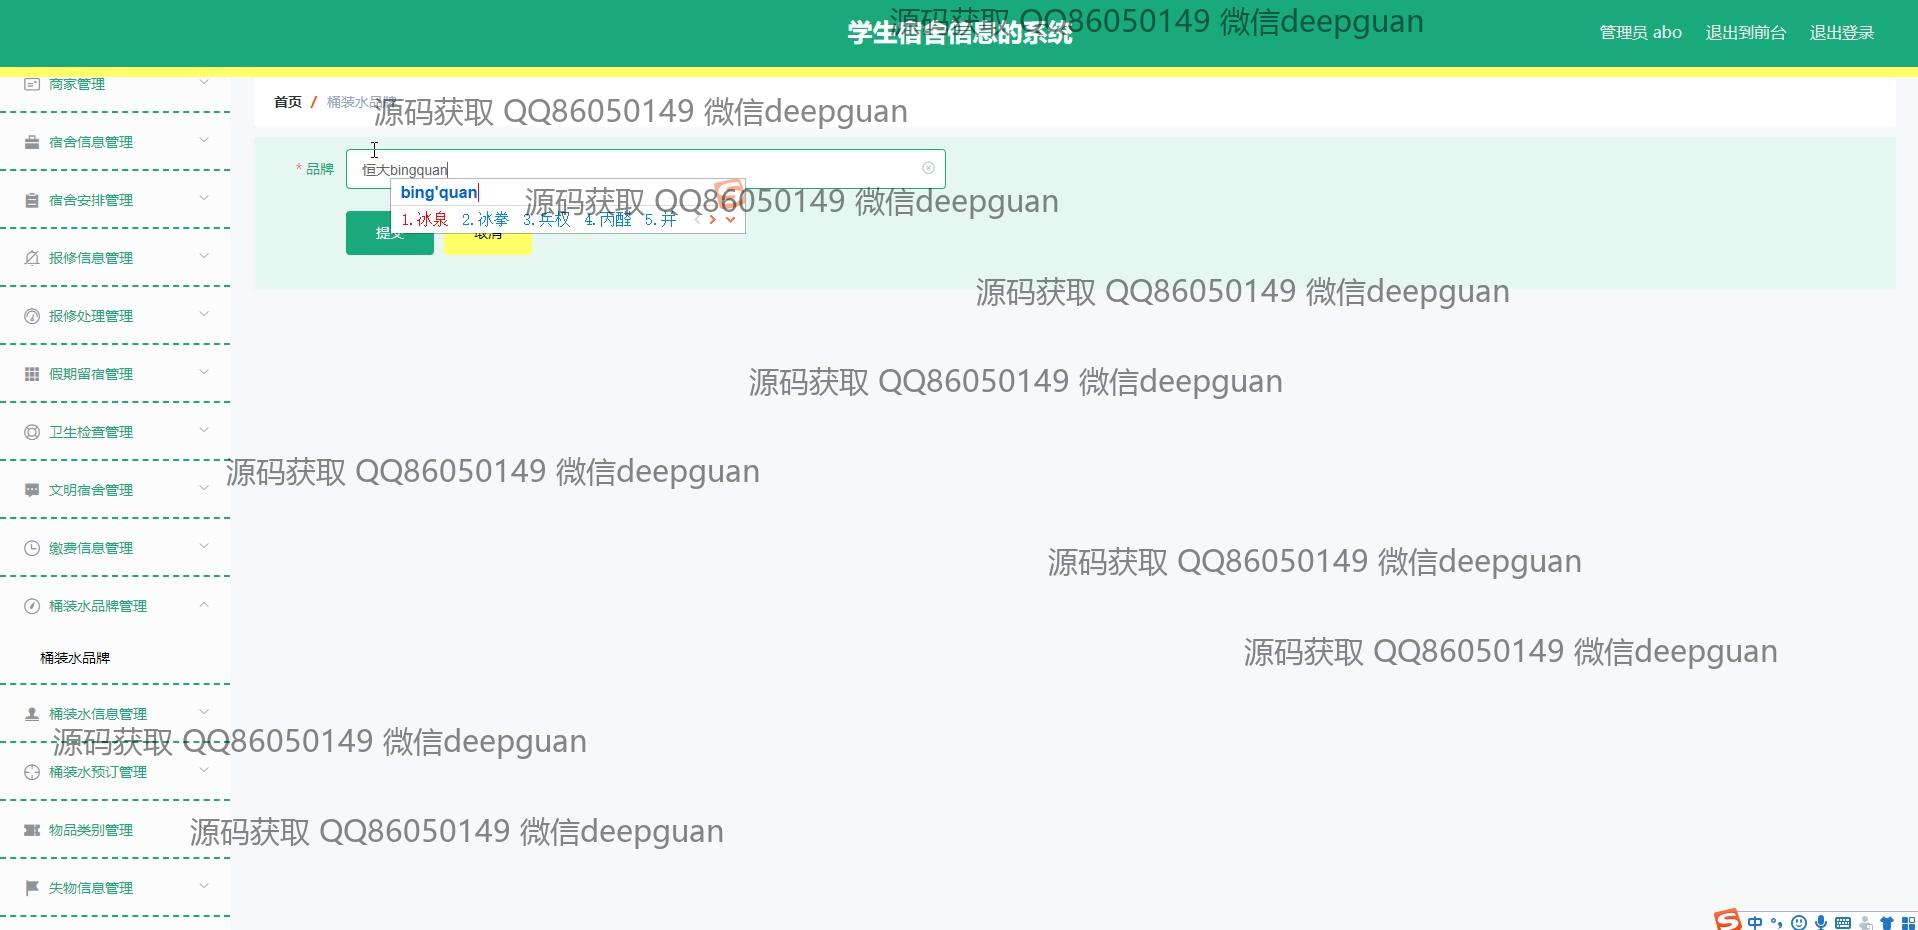 学生宿舍信息的系统
源码获取 QQ86050149 微信deepguan
管理员 abo 退出到前台 退出登录
商家管理
首页 / 桶装水品牌
源码获取 QQ86050149 微信deepguan
宿舍信息管理
* 品牌 恒大bingquan
bing'quan
源码获取 QQ86050149 微信deepguan
宿舍安排管理
1.冰泉 2.冰拳 3.兵权 4.丙醛 5.并
提交 取消
报修信息管理
源码获取 QQ86050149 微信deepguan
报修处理管理
假期留宿管理
源码获取 QQ86050149 微信deepguan
卫生检查管理
源码获取 QQ86050149 微信deepguan
文明宿舍管理
缴费信息管理
源码获取 QQ86050149 微信deepguan
桶装水品牌管理
桶装水品牌
源码获取 QQ86050149 微信deepguan
桶装水信息管理
源码获取 QQ86050149 微信deepguan
桶装水预订管理
物品类别管理
源码获取 QQ86050149 微信deepguan
失物信息管理
中